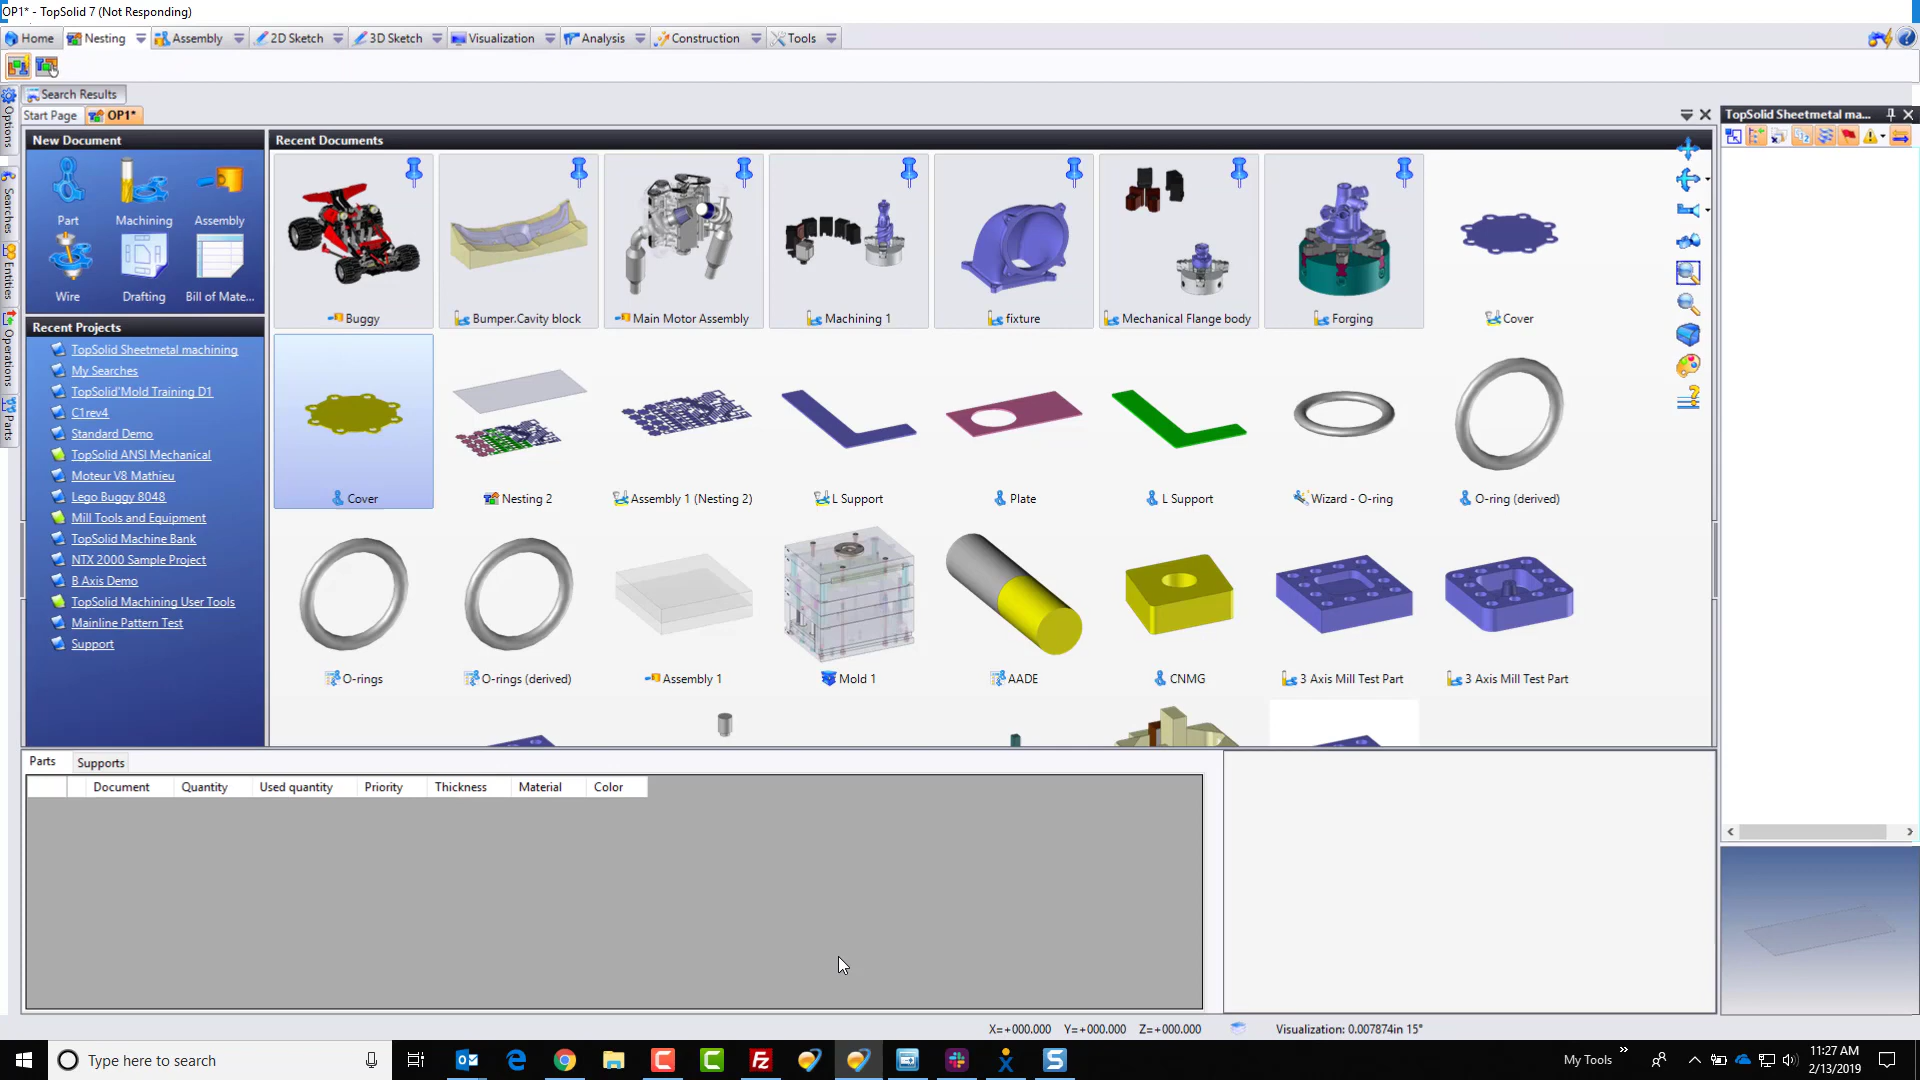 OP1* - TopSolid 7 (Not Responding)
Home Nesting Assembly 2D Sketch 3D Sketch Visualization Analysis Construction Tools
Search Results
Start Page OP1*
TopSolid Sheetmetal ma...
Options
Searches
Entities
Operations
Parts
New Document
Part Machining Assembly
Wire Drafting Bill of Mate...
Recent Projects
TopSolid Sheetmetal machining
My Searches
TopSolid'Mold Training D1
C1rev4
Standard Demo
TopSolid ANSI Mechanical
Moteur V8 Mathieu
Lego Buggy 8048
Mill Tools and Equipment
TopSolid Machine Bank
NTX 2000 Sample Project
B Axis Demo
TopSolid Machining User Tools
Mainline Pattern Test
Support
Recent Documents
Buggy Bumper.Cavity block Main Motor Assembly Machining 1 fixture Mechanical Flange body Forging Cover
Cover Nesting 2 Assembly 1 (Nesting 2) L Support Plate L Support Wizard - O-ring O-ring (derived)
O-rings O-rings (derived) Assembly 1 Mold 1 AADE CNMG 3 Axis Mill Test Part 3 Axis Mill Test Part
Parts Supports
Document Quantity Used quantity Priority Thickness Material Color
X=+000.000 Y=+000.000 Z=+000.000 Visualization: 0.007874in 15°
Type here to search
My Tools
11:27 AM
2/13/2019